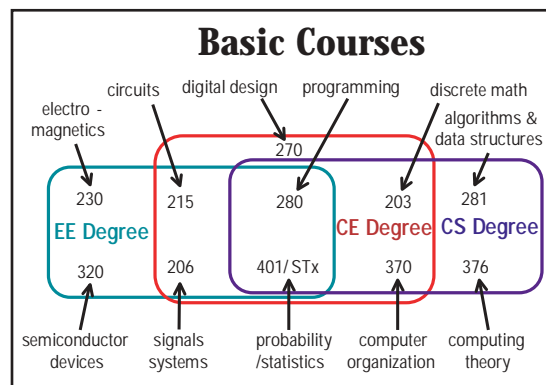 Basic Courses
circuits
digital design
programming
discrete math
electro -
magnetics
algorithms &
data structures
270
230
215
280
203
281
EE Degree
CE Degree
CS Degree
320
206
401/ STx
370
376
semiconductor
devices
signals
systems
probability
/statistics
computer
organization
computing
theory